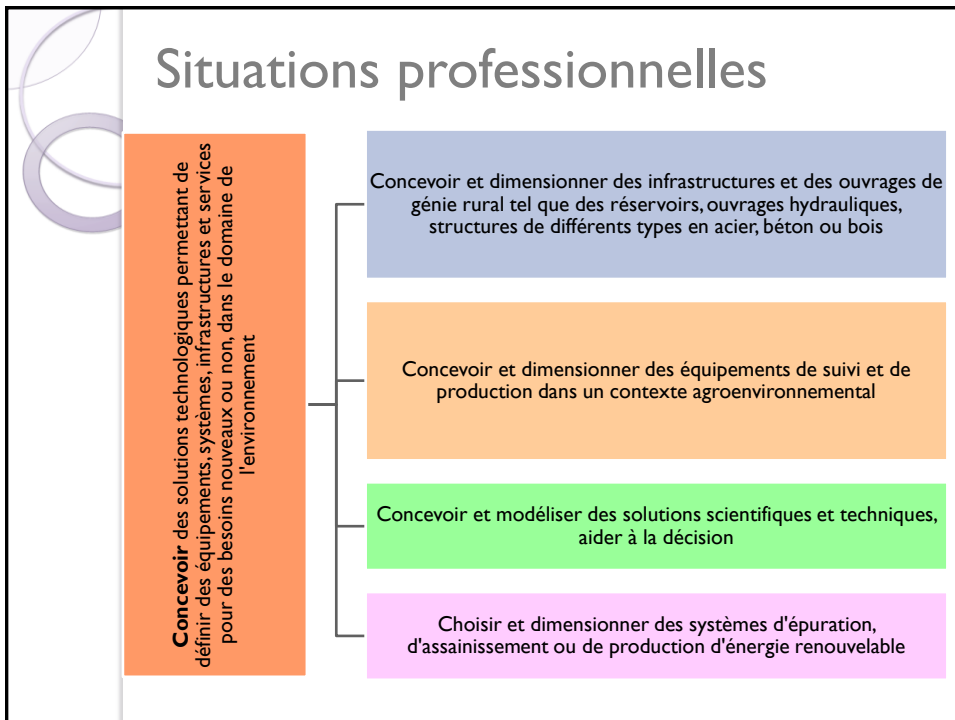 Situations professionnelles
Concevoir des solutions technologiques permettant de
définir des équipements, systèmes, infrastructures et services
pour des besoins nouveaux ou non, dans le domaine de
l'environnement
Concevoir et dimensionner des infrastructures et des ouvrages de
génie rural tel que des réservoirs, ouvrages hydrauliques,
structures de différents types en acier, béton ou bois
Concevoir et dimensionner des équipements de suivi et de
production dans un contexte agroenvironnemental
Concevoir et modéliser des solutions scientifiques et techniques,
aider à la décision
Choisir et dimensionner des systèmes d'épuration,
d'assainissement ou de production d'énergie renouvelable